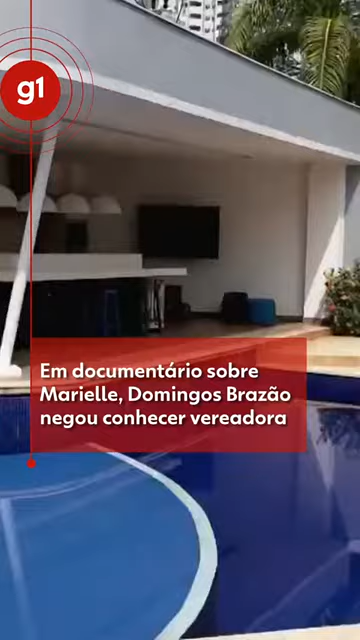 g1
Em documentário sobre
Marielle, Domingos Brazão
negou conhecer vereadora